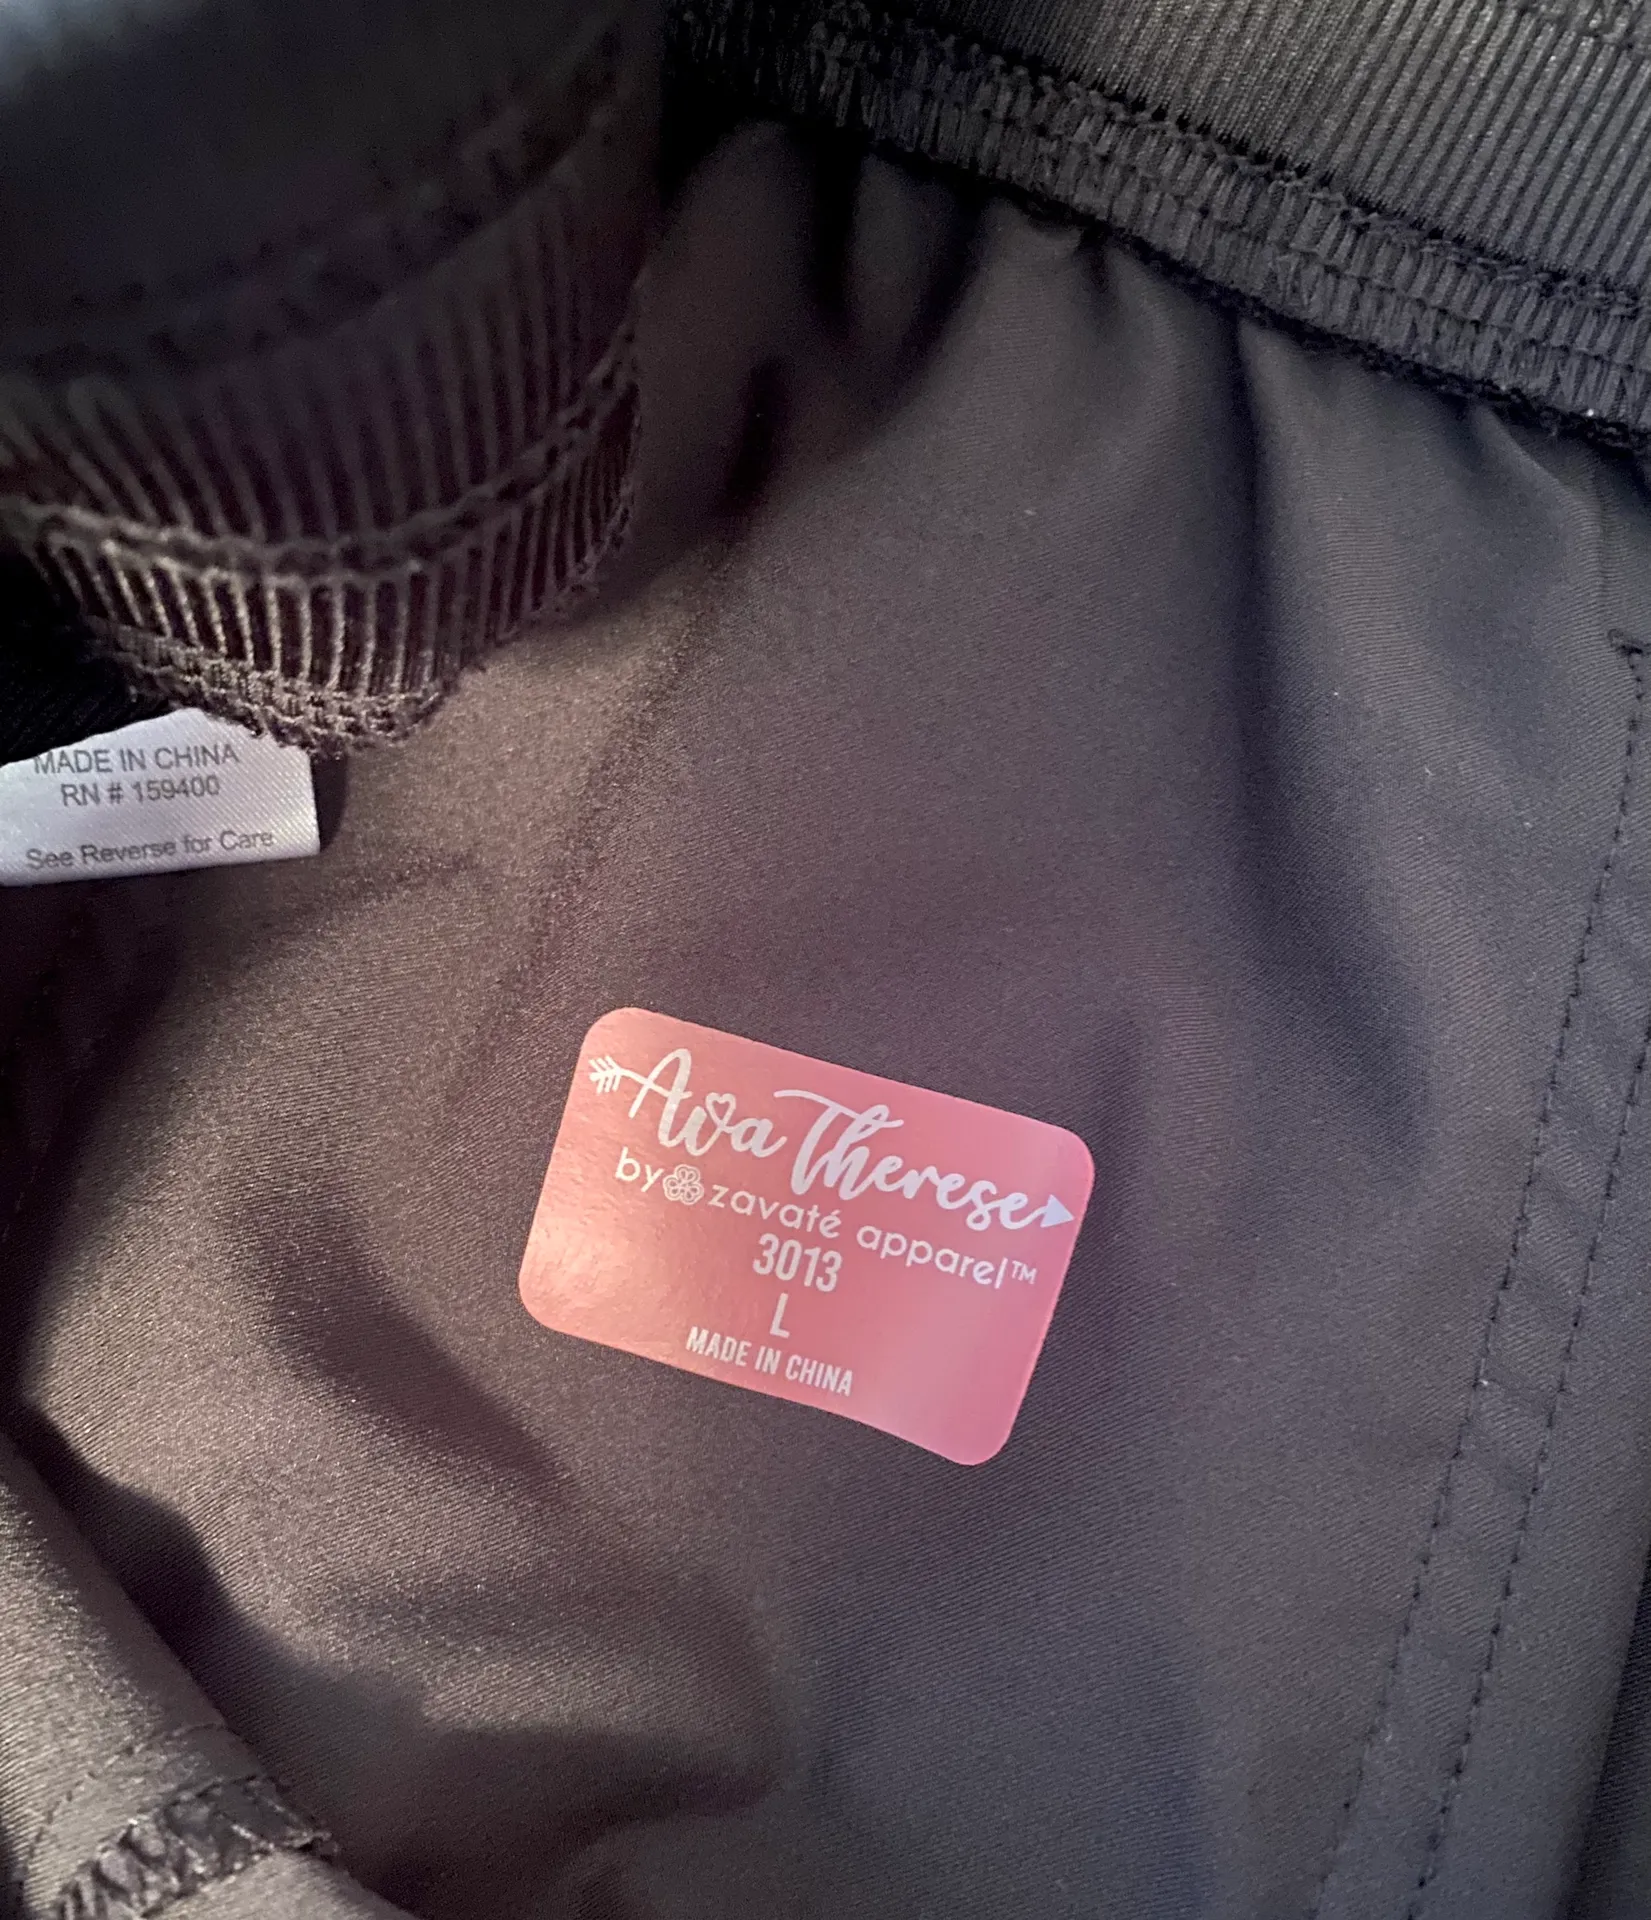 MADE IN CHINA
RN # 159400
See Reverse for Care
Ava Therese
by zavaté apparel™
3013
L
MADE IN CHINA